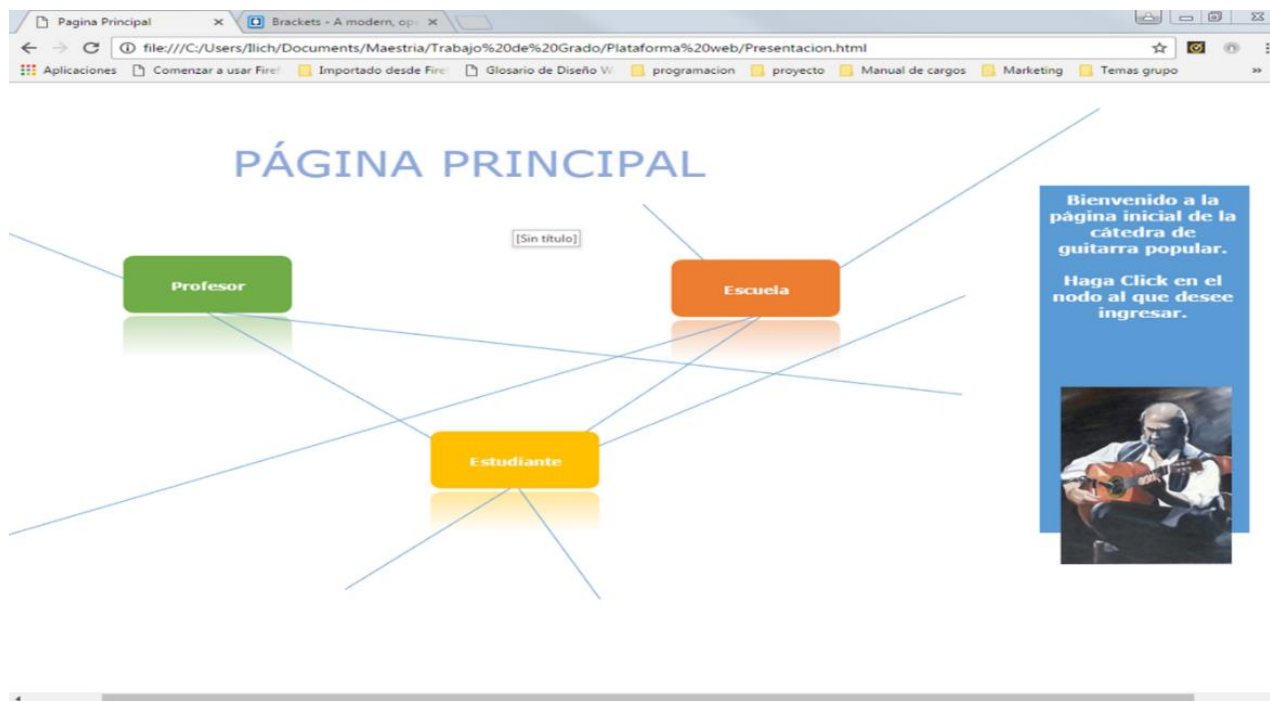 Pagina Principal
Brackets - A modern, op
file:///C:/Users/Ilich/Documents/Maestria/Trabajo%20de%20Grado/Plataforma%20web/Presentacion.html
Aplicaciones Comenzar a usar Firef Importado desde Firef Glosario de Diseño W programacion proyecto Manual de cargos Marketing Temas grupo
PÁGINA PRINCIPAL
[Sin título]
Profesor
Escuela
Estudiante
Bienvenido a la
página inicial de la
cátedra de
guitarra popular.
Haga Click en el
nodo al que desee
ingresar.